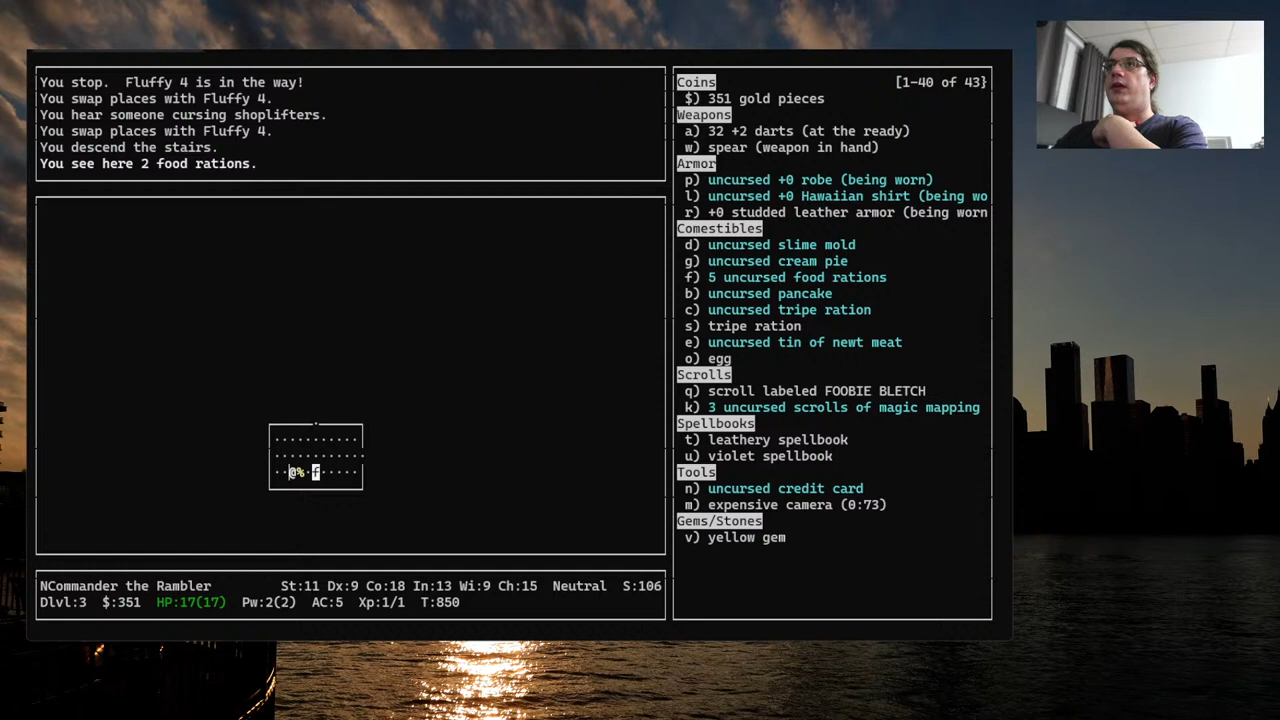 You stop.  Fluffy 4 is in the way!
You swap places with Fluffy 4.
You hear someone cursing shoplifters.
You swap places with Fluffy 4.
You descend the stairs.
You see here 2 food rations.
@% f
NCommander the Rambler St:11 Dx:9 Co:18 In:13 Wi:9 Ch:15 Neutral S:106
Dlvl:3 $:351 HP:17(17) Pw:2(2) AC:5 Xp:1/1 T:850
Coins [1-40 of 43}
$) 351 gold pieces
Weapons
a) 32 +2 darts (at the ready)
w) spear (weapon in hand)
Armor
p) uncursed +0 robe (being worn)
l) uncursed +0 Hawaiian shirt (being wo
r) +0 studded leather armor (being worn
Comestibles
d) uncursed slime mold
g) uncursed cream pie
f) 5 uncursed food rations
b) uncursed pancake
c) uncursed tripe ration
s) tripe ration
e) uncursed tin of newt meat
o) egg
Scrolls
q) scroll labeled FOOBIE BLETCH
k) 3 uncursed scrolls of magic mapping
Spellbooks
t) leathery spellbook
u) violet spellbook
Tools
n) uncursed credit card
m) expensive camera (0:73)
Gems/Stones
v) yellow gem